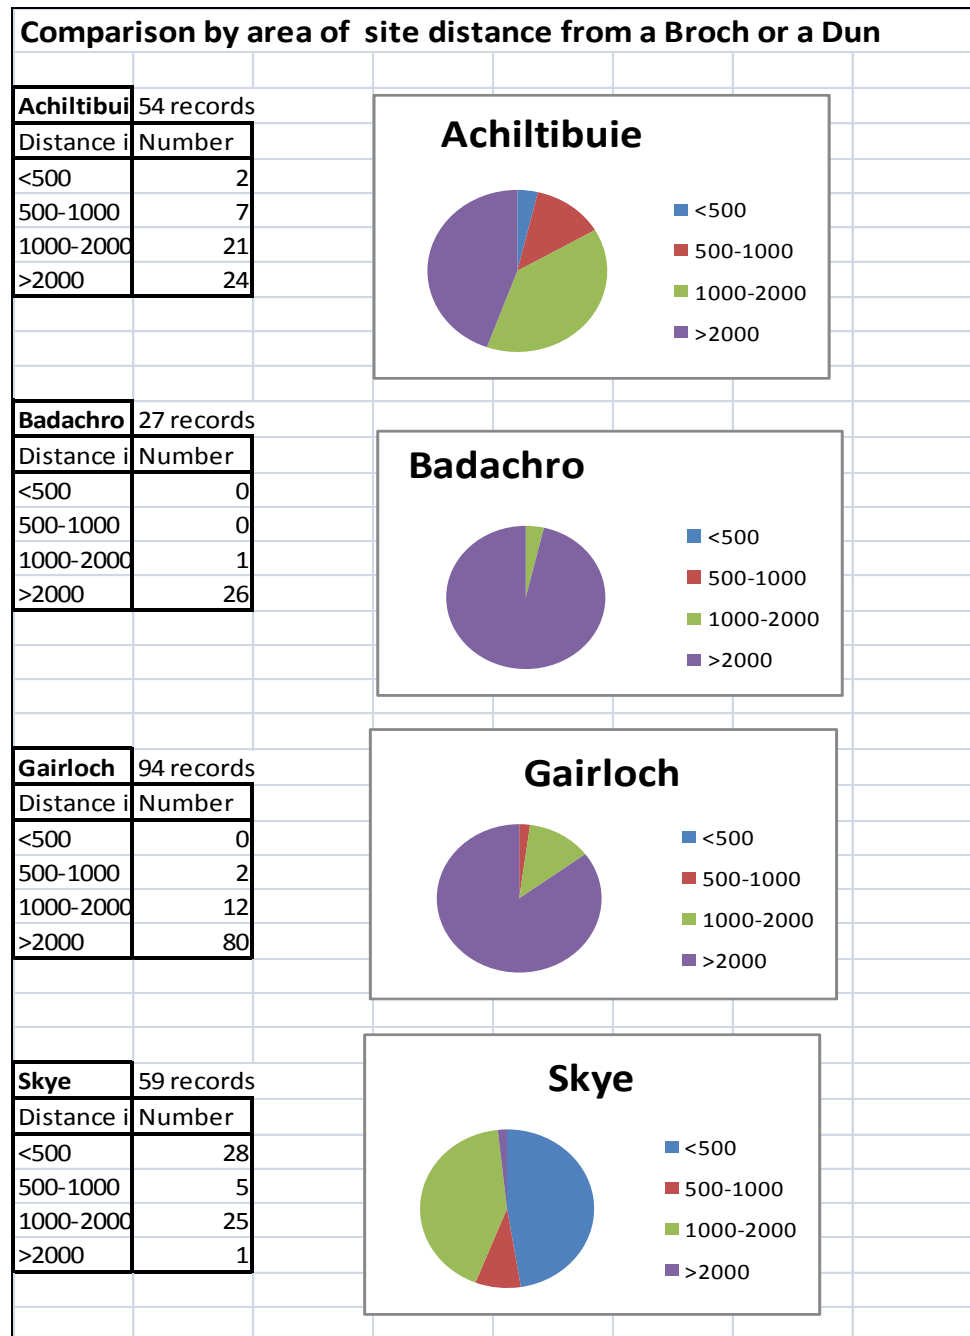 Comparison by area of site distance from a Broch or a Dun
Achiltibui 54 records
Distance i Number
<500 2
500-1000 7
1000-2000 21
>2000 24
Achiltibuie
<500
500-1000
1000-2000
>2000
Badachro 27 records
Distance i Number
<500 0
500-1000 0
1000-2000 1
>2000 26
Badachro
<500
500-1000
1000-2000
>2000
Gairloch 94 records
Distance i Number
<500 0
500-1000 2
1000-2000 12
>2000 80
Gairloch
<500
500-1000
1000-2000
>2000
Skye 59 records
Distance i Number
<500 28
500-1000 5
1000-2000 25
>2000 1
Skye
<500
500-1000
1000-2000
>2000